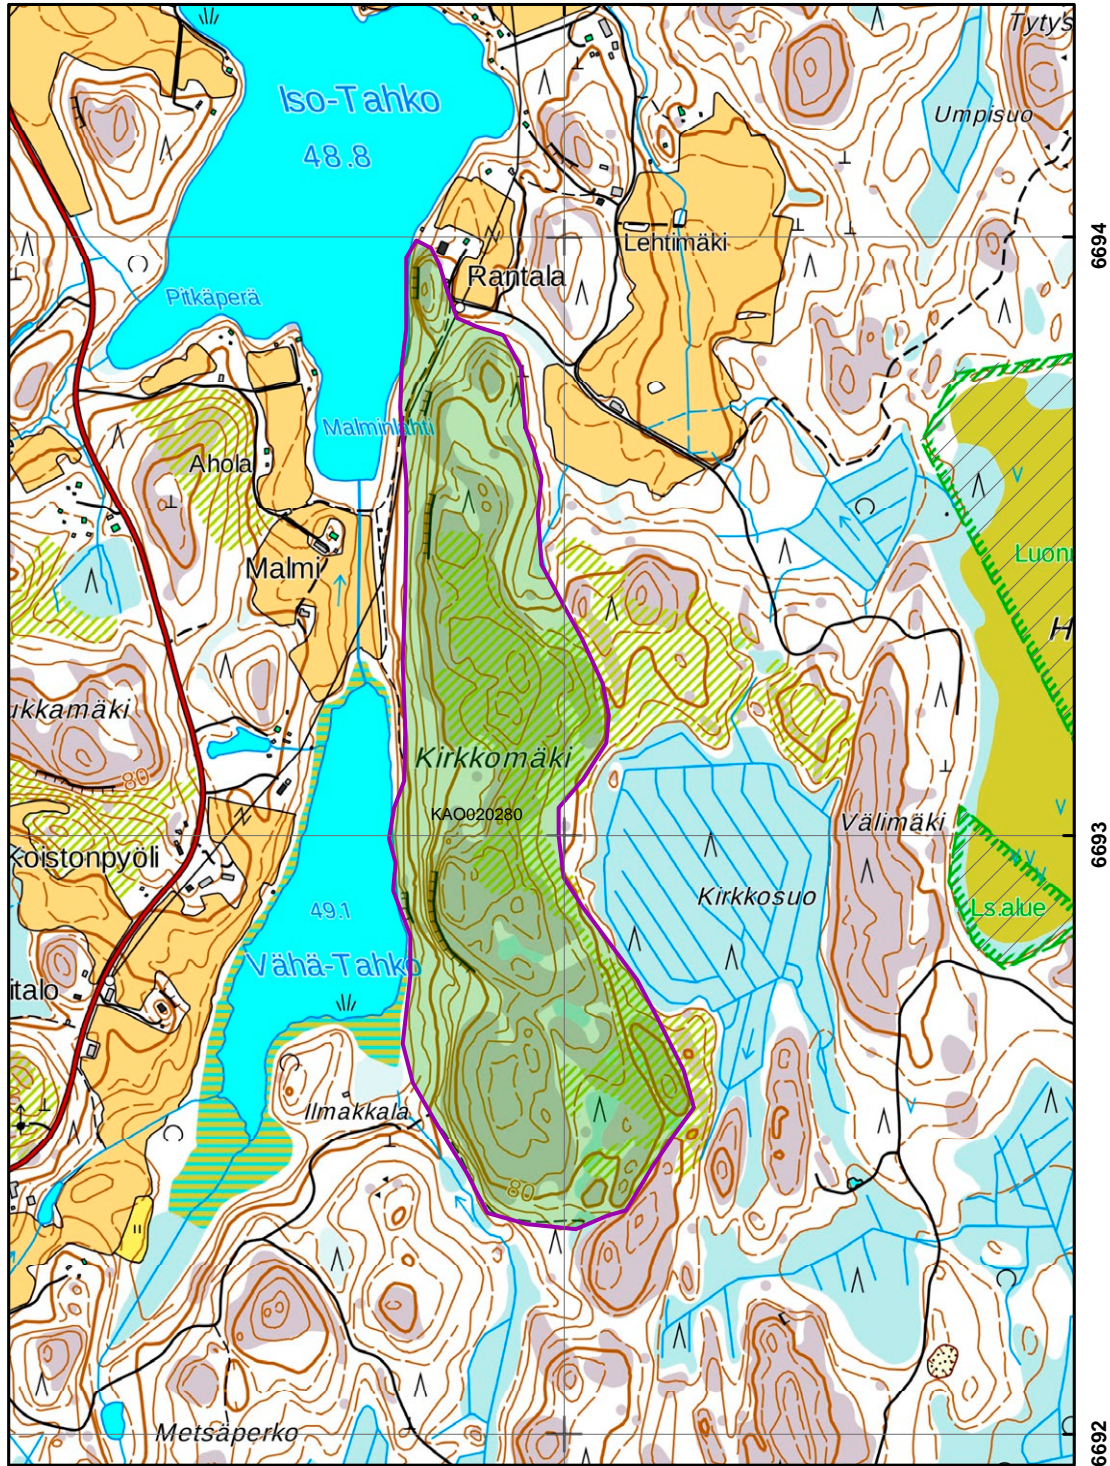 Tytys
Iso-Tahko
48.8
Umpisuo
6694
Lehtimäki
Rantala
Pitkäperä
Malminlahti
Ahola
Malmi
Luonn
H
ukkamäki
80
Kirkkomäki
KAO020280
Välimäki
6693
Koistonpyöli
Kirkkosuo
49.1
Ls.alue
Vähä-Tahko
italo
Ilmakkala
80
Metsäperko
6692